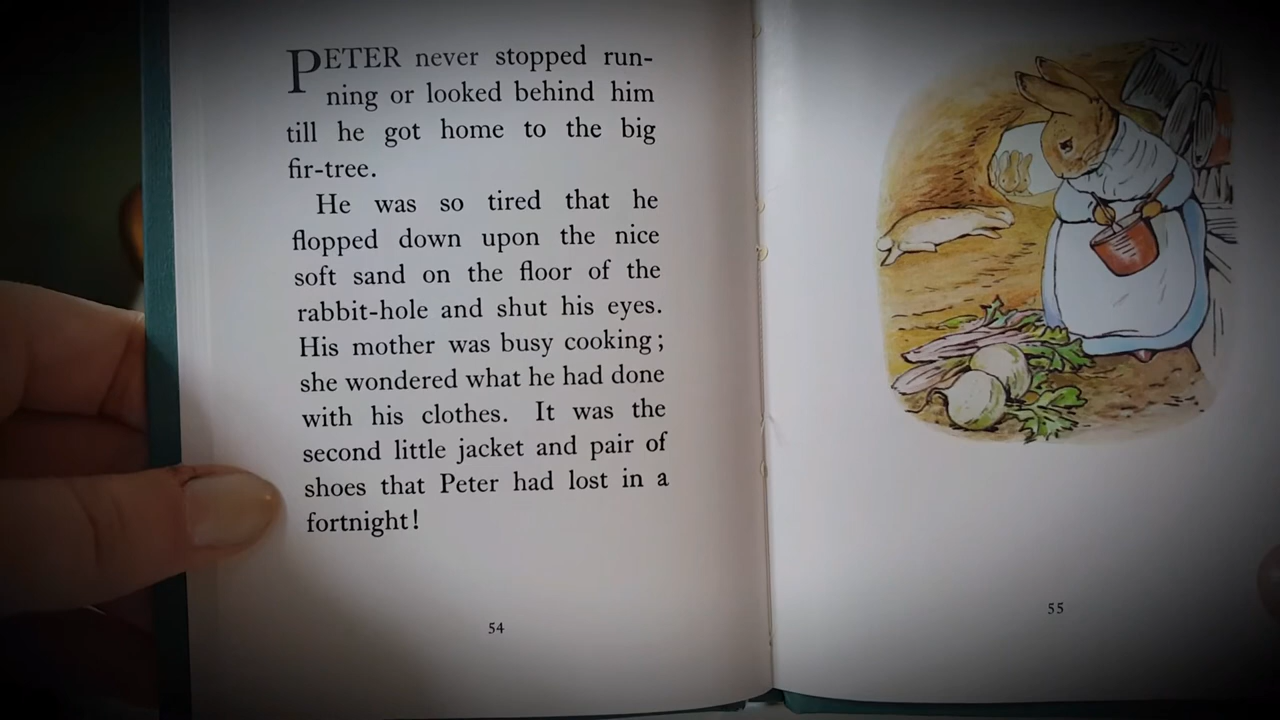 PETER never stopped run-
ning or looked behind him
till he got home to the big
fir-tree.
He was so tired that he
flopped down upon the nice
soft sand on the floor of the
rabbit-hole and shut his eyes.
His mother was busy cooking;
she wondered what he had done
with his clothes. It was the
second little jacket and pair of
shoes that Peter had lost in a
fortnight!
54
55